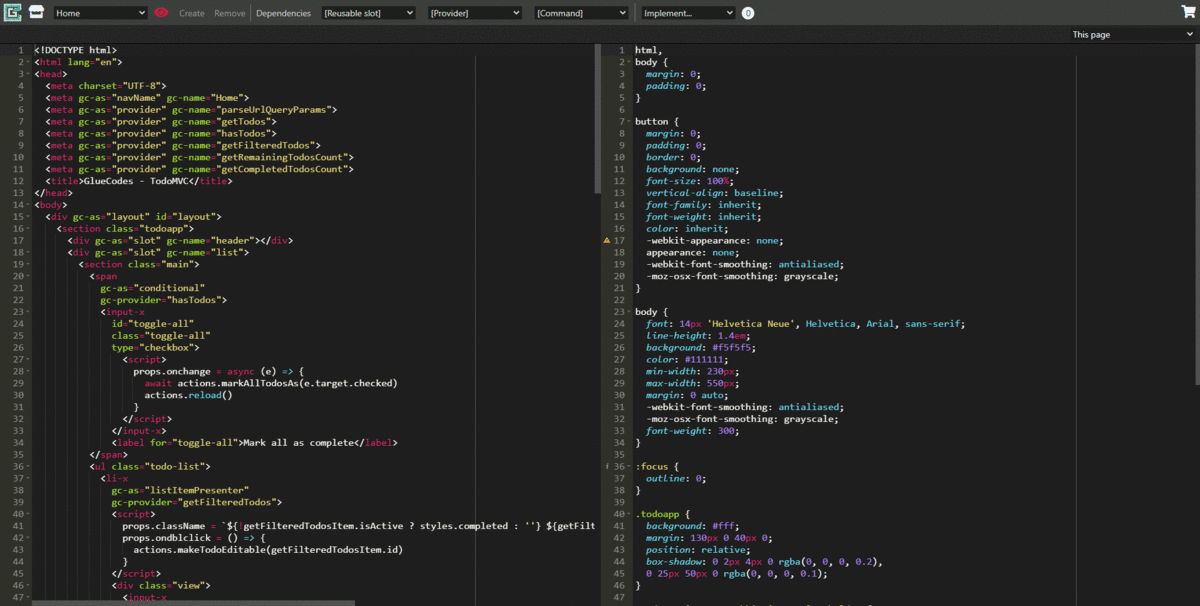 Home
Create Remove Dependencies [Reusable slot] [Provider] [Command] Implement... 0
This page
1 <!DOCTYPE html>
2 <html lang="en">
3 <head>
4 <meta charset="UTF-8">
5 <meta gc-as="navName" gc-name="Home">
6 <meta gc-as="provider" gc-name="parseUrlQueryParams">
7 <meta gc-as="provider" gc-name="getTodos">
8 <meta gc-as="provider" gc-name="hasTodos">
9 <meta gc-as="provider" gc-name="getFilteredTodos">
10 <meta gc-as="provider" gc-name="getRemainingTodosCount">
11 <meta gc-as="provider" gc-name="getCompletedTodosCount">
12 <title>GlueCodes - TodoMVC</title>
13 </head>
14 <body>
15 <div gc-as="layout" id="layout">
16 <section class="todoapp">
17 <div gc-as="slot" gc-name="header"></div>
18 <div gc-as="slot" gc-name="list">
19 <section class="main">
20 <span
21 gc-as="conditional"
22 gc-provider="hasTodos">
23 <input-x
24 id="toggle-all"
25 class="toggle-all"
26 type="checkbox">
27 <script>
28 props.onchange = async (e) => {
29 await actions.markAllTodosAs(e.target.checked)
30 actions.reload()
31 }
32 </script>
33 </input-x>
34 <label for="toggle-all">Mark all as complete</label>
35 </span>
36 <ul class="todo-list">
37 <li-x
38 gc-as="listItemPresenter"
39 gc-provider="getFilteredTodos">
40 <script>
41 props.className = `${!getFilteredTodosItem.isActive ? styles.completed : ''} ${getFilt
42 props.ondblclick = () => {
43 actions.makeTodoEditable(getFilteredTodosItem.id)
44 }
45 </script>
46 <div class="view">
47 <input-x
1 html,
2 body {
3 margin: 0;
4 padding: 0;
5 }
6
7 button {
8 margin: 0;
9 padding: 0;
10 border: 0;
11 background: none;
12 font-size: 100%;
13 vertical-align: baseline;
14 font-family: inherit;
15 font-weight: inherit;
16 color: inherit;
17 -webkit-appearance: none;
18 appearance: none;
19 -webkit-font-smoothing: antialiased;
20 -moz-osx-font-smoothing: grayscale;
21 }
22
23 body {
24 font: 14px 'Helvetica Neue', Helvetica, Arial, sans-serif;
25 line-height: 1.4em;
26 background: #f5f5f5;
27 color: #111111;
28 min-width: 230px;
29 max-width: 550px;
30 margin: 0 auto;
31 -webkit-font-smoothing: antialiased;
32 -moz-osx-font-smoothing: grayscale;
33 font-weight: 300;
34 }
35
36 :focus {
37 outline: 0;
38 }
39
40 .todoapp {
41 background: #fff;
42 margin: 130px 0 40px 0;
43 position: relative;
44 box-shadow: 0 2px 4px 0 rgba(0, 0, 0, 0.2),
45 0 25px 50px 0 rgba(0, 0, 0, 0.1);
46 }
47